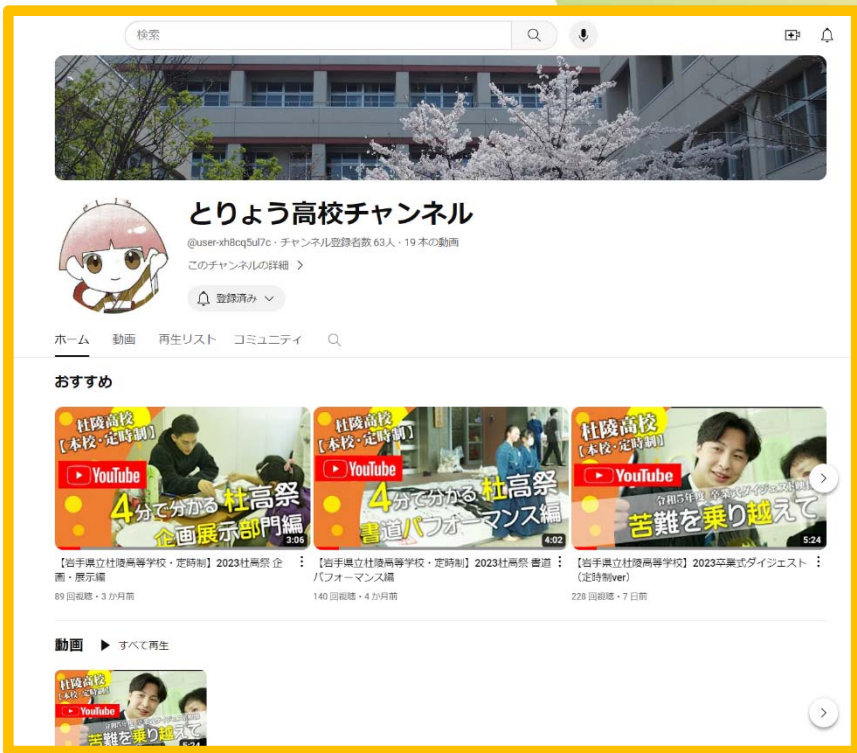 検索
とりょう高校チャンネル
@user-xh8cq5ul7c・チャンネル登録者数 63人・19 本の動画
このチャンネルの詳細
登録済み
ホーム 動画 再生リスト コミュニティ
おすすめ
杜陵高校
【本校・定時制】
YouTube
4分で分かる 杜高祭
企画展示部門編
3:06
【岩手県立杜陵高等学校・定時制】2023杜高祭 企
画・展示編
89 回視聴・3 か月前
杜陵高校
【本校・定時制】
YouTube
4分で分かる 杜高祭
書道パフォーマンス編
4:02
【岩手県立杜陵高等学校・定時制】2023杜高祭 書道
パフォーマンス編
140 回視聴・4 か月前
杜陵高校
【本校・定時制】
YouTube
苦難を乗り越えて
5:24
【岩手県立杜陵高等学校】2023卒業式ダイジェスト
（定時制ver）
228 回視聴・7 日前
動画 すべて再生
杜陵高校
【本校・定時制】
YouTube
苦難を乗り越えて
5:24